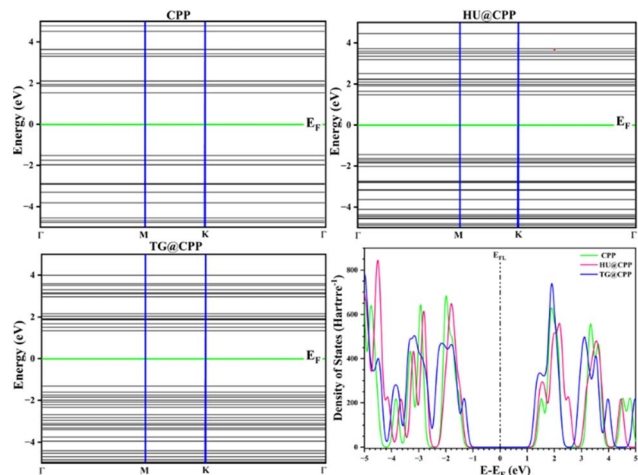 CPP
Energy (eV)
4
2
0
-2
-4
E_F
Γ
M
K
Γ
HU@CPP
Energy (eV)
4
2
0
-2
-4
E_F
Γ
M
K
Γ
TG@CPP
Energy (eV)
4
2
0
-2
-4
E_F
Γ
M
K
Γ
Density of States (Hartrre⁻¹)
800
600
400
200
0
E_FL
CPP
HU@CPP
TG@CPP
-5 -4 -3 -2 -1 0 1 2 3 4 5
E-E_F (eV)